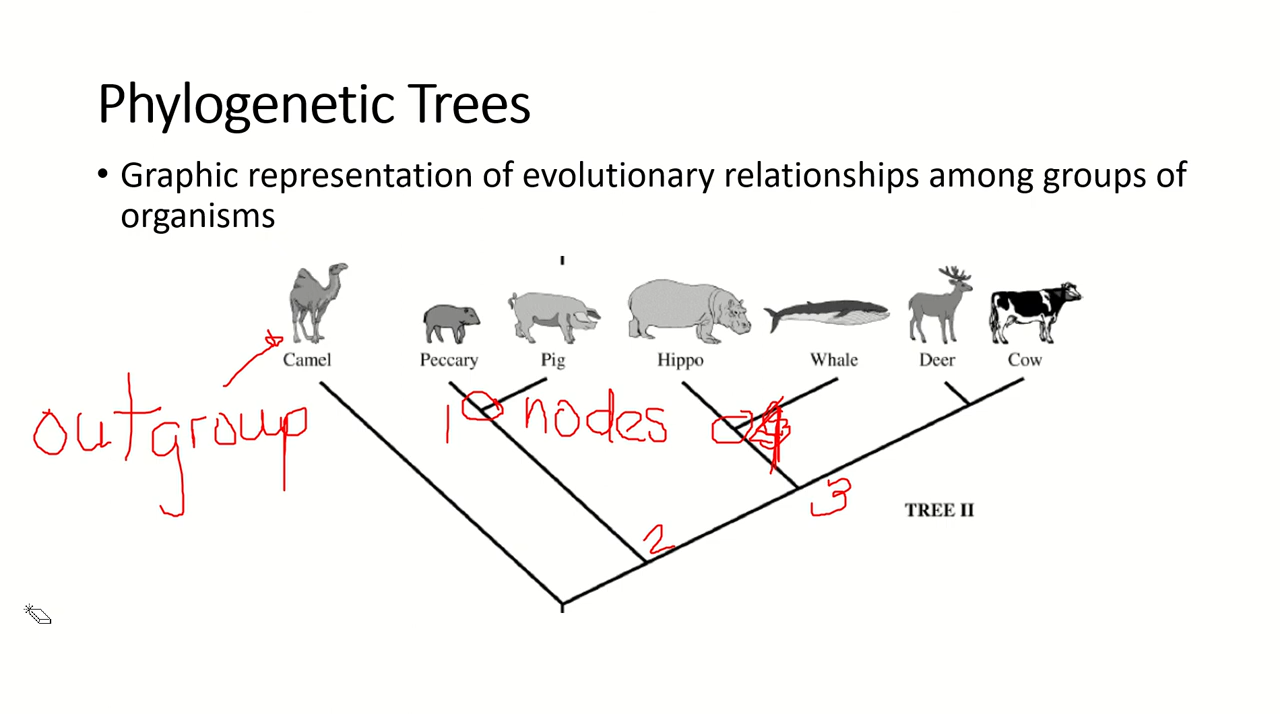 Phylogenetic Trees
• Graphic representation of evolutionary relationships among groups of
organisms
Camel Peccary Pig Hippo Whale Deer Cow
outgroup
1 nodes
4
3
TREE II
2